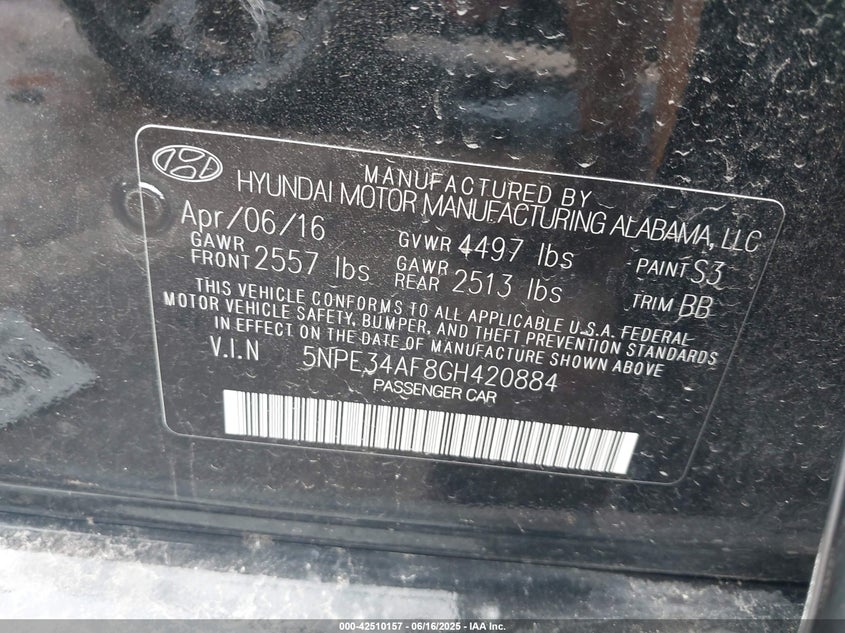 MANUFACTURED BY
HYUNDAI MOTOR MANUFACTURING ALABAMA, LLC
Apr/06/16 GVWR 4497 lbs PAINT S3
GAWR FRONT 2557 lbs GAWR REAR 2513 lbs TRIM BB
THIS VEHICLE CONFORMS TO ALL APPLICABLE U.S.A. FEDERAL
MOTOR VEHICLE SAFETY, BUMPER, AND THEFT PREVENTION STANDARDS
IN EFFECT ON THE DATE OF MANUFACTURE SHOWN ABOVE
V.I.N 5NPE34AF8GH420884
PASSENGER CAR
000-42510157 - 06/16/2025 - IAA Inc.